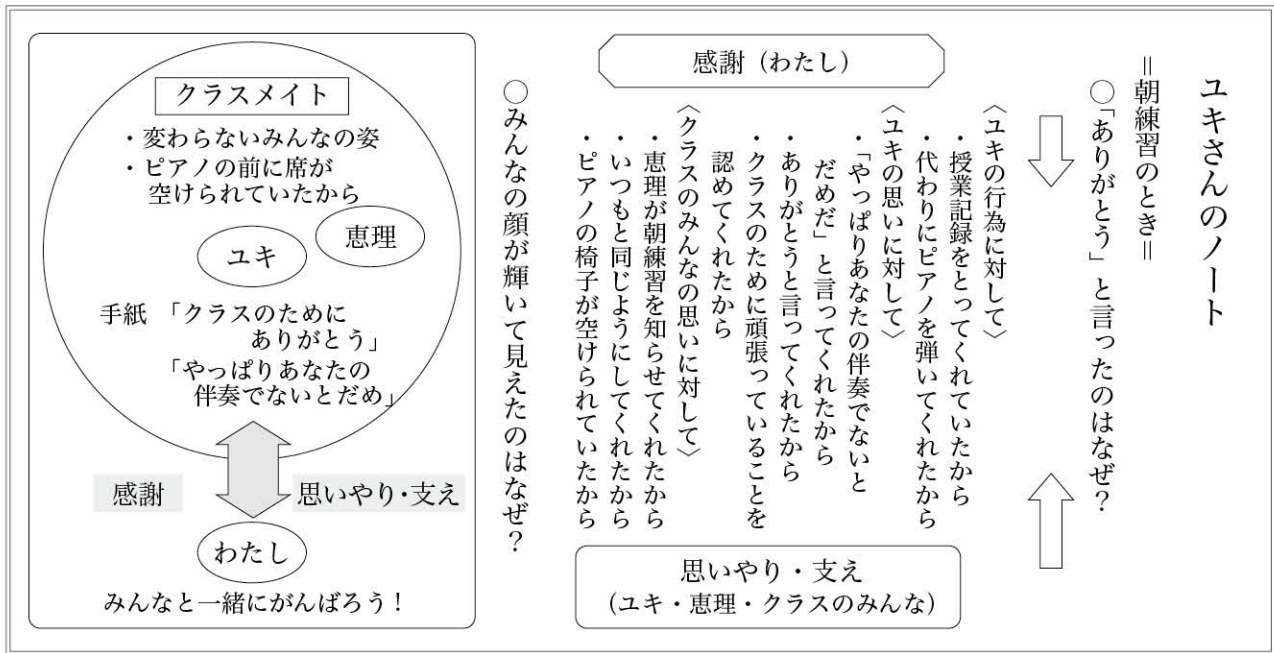 ユキさんのノート
=朝練習のとき=
○「ありがとう」と言ったのはなぜ？
感謝（わたし）
〈ユキの行為に対して〉
・授業記録をとってくれていたから
・代わりにピアノを弾いてくれたから
〈ユキの思いに対して〉
・「やっぱりあなたの伴奏でないと
だめだ」と言ってくれたから
・ありがとうと言ってくれたから
・クラスのために頑張っていることを
認めてくれたから
〈クラスのみんなの思いに対して〉
・恵理が朝練習を知らせてくれたから
・いつもと同じようにしてくれたから
・ピアノの椅子が空けられていたから
思いやり・支え
（ユキ・恵理・クラスのみんな）
○みんなの顔が輝いて見えたのはなぜ？
クラスメイト
・変わらないみんなの姿
・ピアノの前に席が
空けられていたから
恵理
ユキ
手紙 「クラスのために
ありがとう」
「やっぱりあなたの
伴奏でないとだめ」
感謝
思いやり・支え
わたし
みんなと一緒にがんばろう！